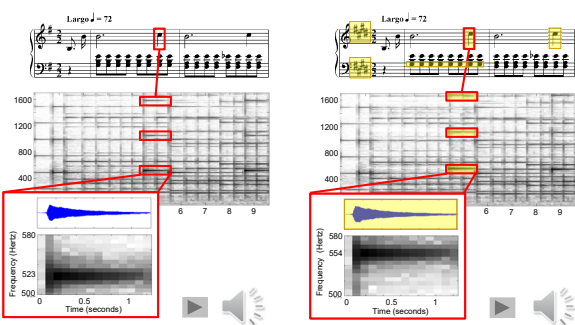 Largo = 72
1600
1200
800
400
6 7 8 9
580
523
500
Frequency (Hertz)
0 0.5 1
Time (seconds)
Largo = 72
1600
1200
800
400
6 7 8 9
580
554
500
Frequency (Hertz)
0 0.5 1
Time (seconds)